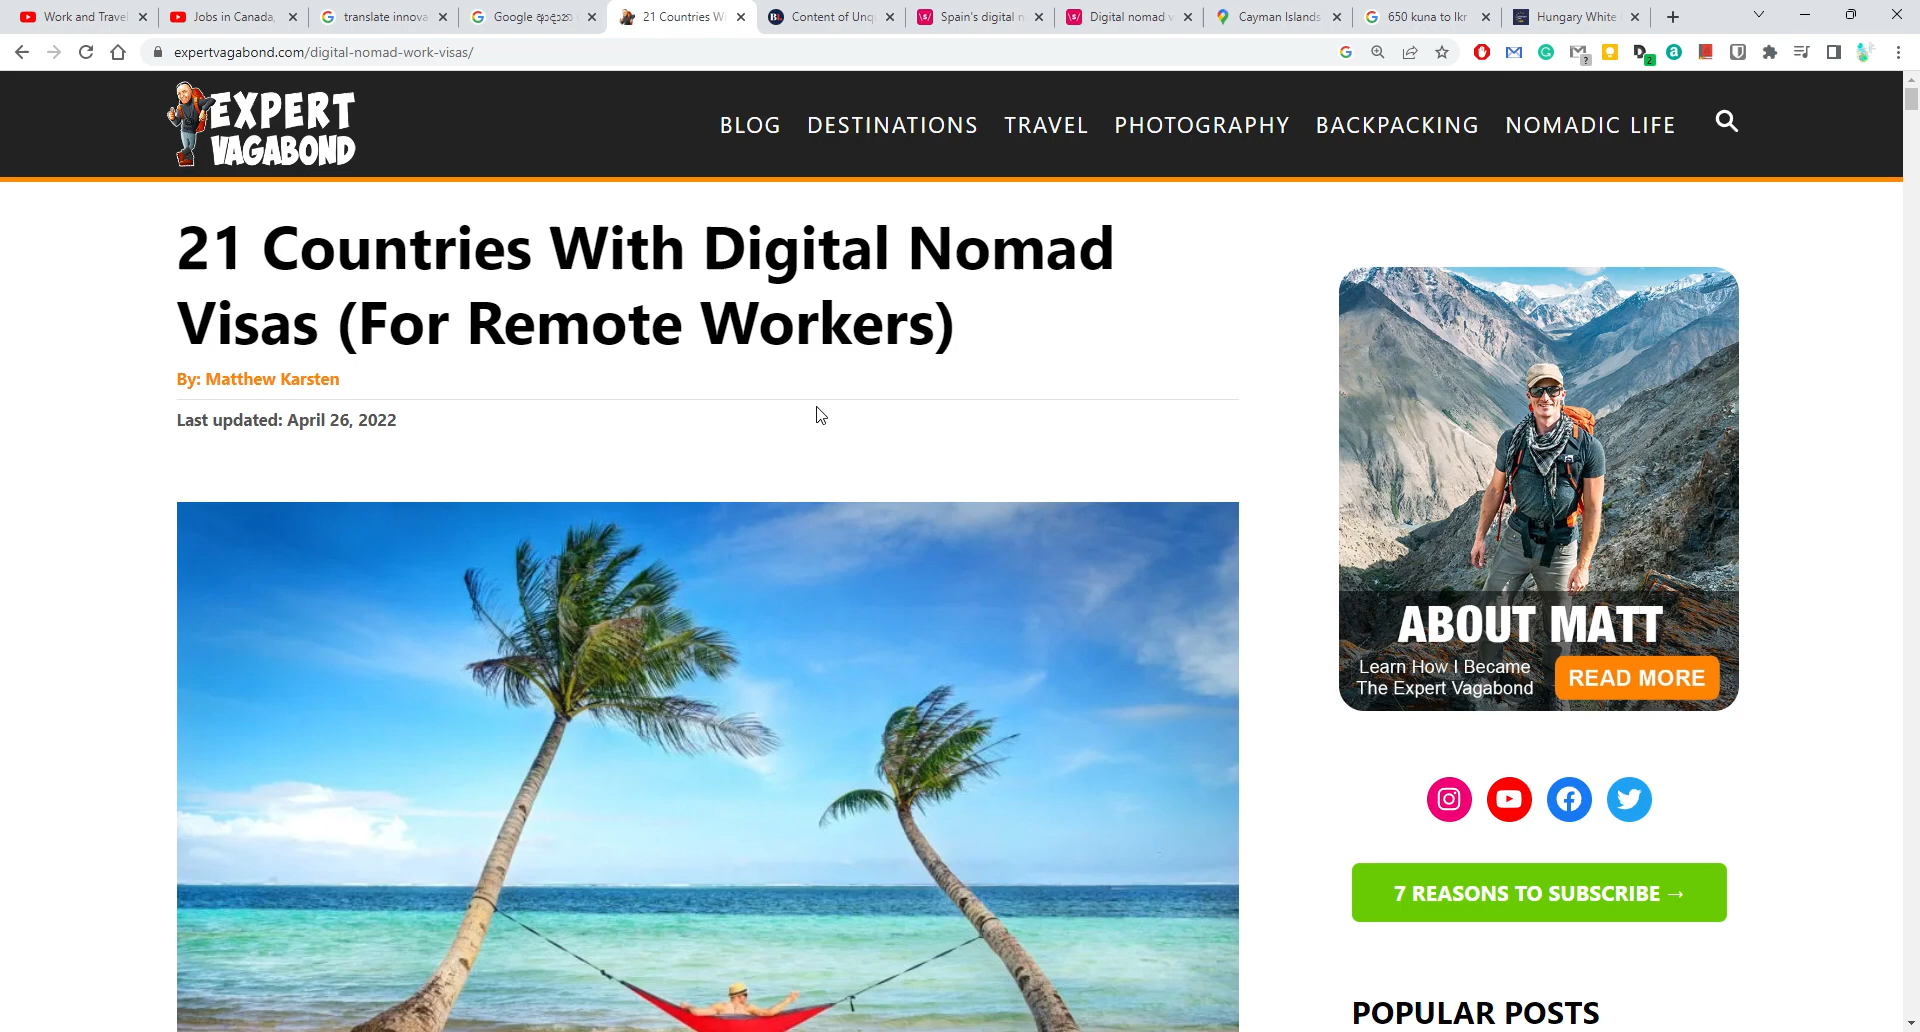 Work and Trave
Jobs in Canada,
translate innova
Google
21 Countries Wi
Content of Unq
Spain's digital n
Digital nomad v
Cayman Islands
650 kuna to lkr
Hungary White
expertvagabond.com/digital-nomad-work-visas/
EXPERT
VAGABOND
BLOG DESTINATIONS TRAVEL PHOTOGRAPHY BACKPACKING NOMADIC LIFE
21 Countries With Digital Nomad
Visas (For Remote Workers)
By: Matthew Karsten
Last updated: April 26, 2022
ABOUT MATT
Learn How I Became
The Expert Vagabond
READ MORE
7 REASONS TO SUBSCRIBE →
POPULAR POSTS